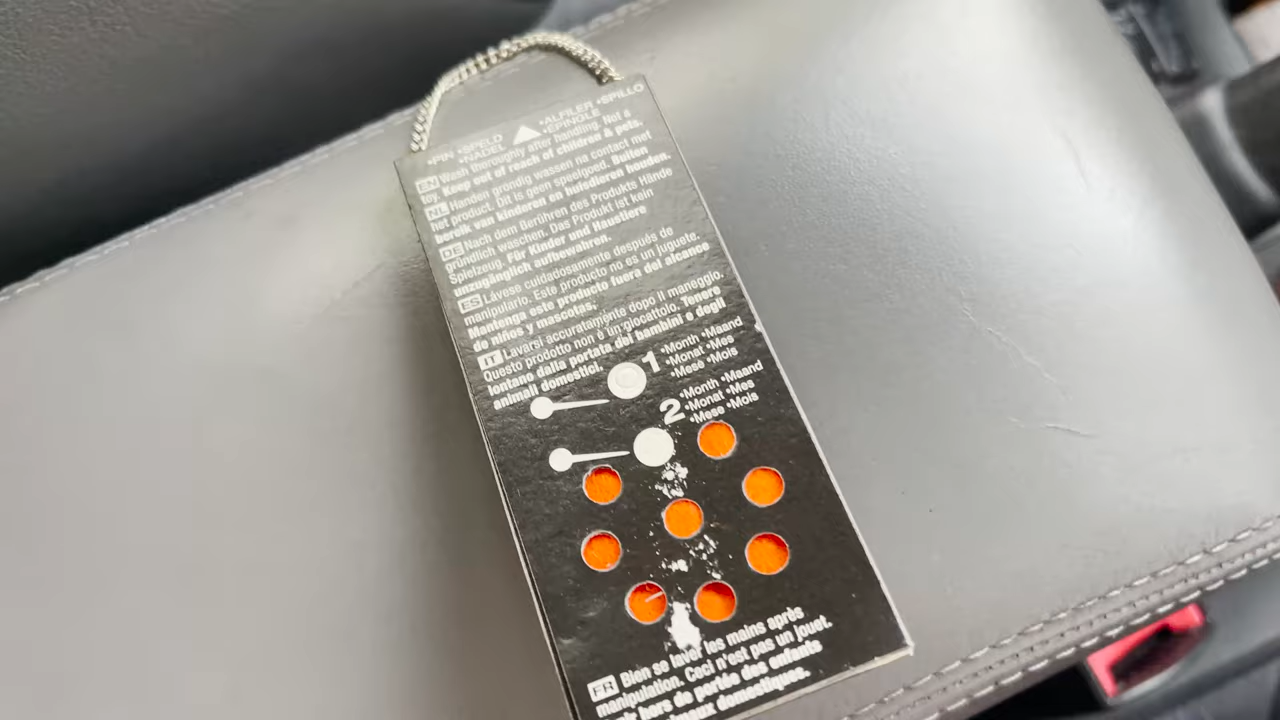 •PIN •SPELD •ALFILER •SPILLO
•NADEL •EPINGLE
EN Wash thoroughly after handling. Not a
toy. Keep out of reach of children & pets.
NL Handen grondig wassen na contact met
het product. Dit is geen speelgoed. Buiten
bereik van kinderen en huisdieren houden.
DE Nach dem Berühren des Produkts Hände
gründlich waschen. Das Produkt ist kein
Spielzeug. Für Kinder und Haustiere
unzugänglich aufbewahren.
ES Lávese cuidadosamente después de
manipularlo. Este producto no es un juguete.
Mantenga este producto fuera del alcance
de niños y mascotas.
IT Lavarsi accuratamente dopo il maneggio.
Questo prodotto non è un giocattolo. Tenere
lontano dalla portata dei bambini e degli
animali domestici.
1 •Month •Maand
•Monat •Mes
•Mese •Mois
2 •Month •Maand
•Monat •Mes
•Mese •Mois
FR Bien se laver les mains après
manipulation. Ceci n'est pas un jouet.
hors de portée des enfants
domestiques.